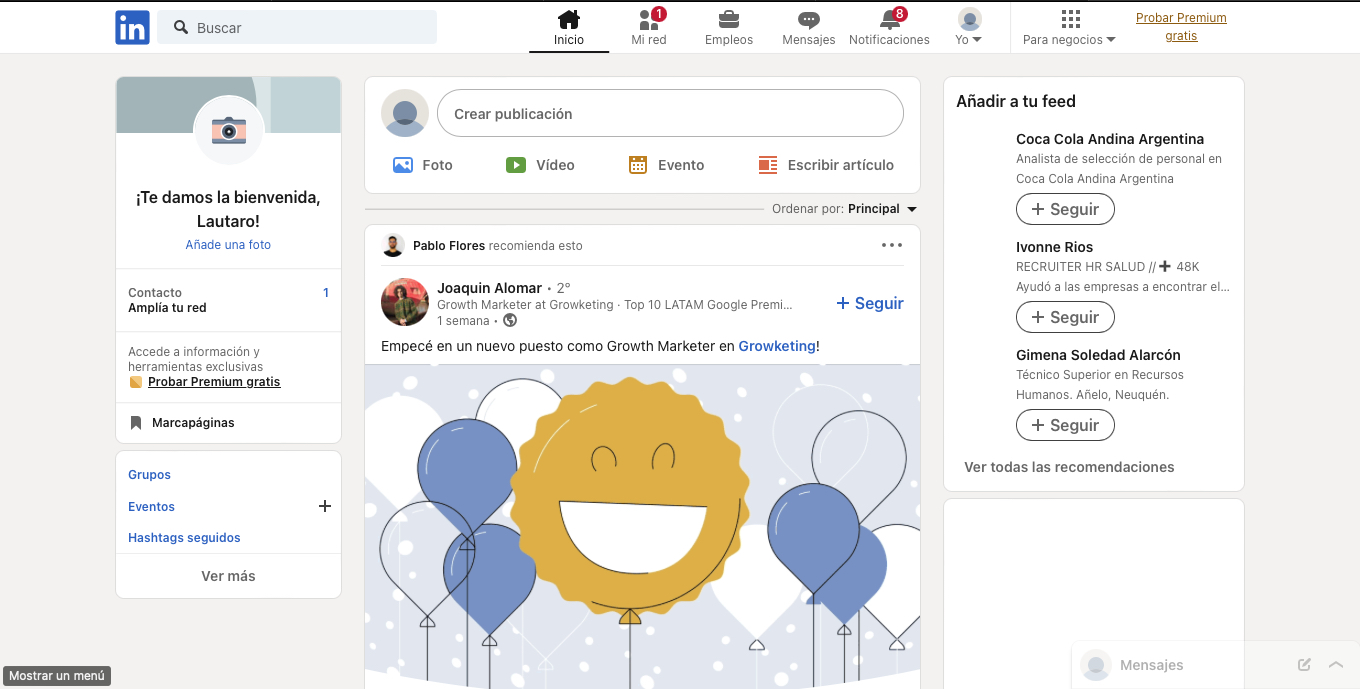 in
Buscar
Inicio
1
Mi red
Empleos
Mensajes
8
Notificaciones
Yo
Para negocios
Probar Premium
gratis
¡Te damos la bienvenida,
Lautaro!
Añade una foto
Contacto 1
Amplía tu red
Accede a información y
herramientas exclusivas
Probar Premium gratis
Marcapáginas
Grupos
Eventos +
Hashtags seguidos
Ver más
Crear publicación
Foto
Vídeo
Evento
Escribir artículo
Ordenar por: Principal
Pablo Flores recomienda esto
Joaquin Alomar • 2°
Growth Marketer at Growketing · Top 10 LATAM Google Premi...
1 semana •
+ Seguir
Empecé en un nuevo puesto como Growth Marketer en Growketing!
Añadir a tu feed
Coca Cola Andina Argentina
Analista de selección de personal en
Coca Cola Andina Argentina
+ Seguir
Ivonne Rios
RECRUITER HR SALUD // ➕ 48K
Ayudó a las empresas a encontrar el...
+ Seguir
Gimena Soledad Alarcón
Técnico Superior en Recursos
Humanos. Añelo, Neuquén.
+ Seguir
Ver todas las recomendaciones
Mensajes
Mostrar un menú